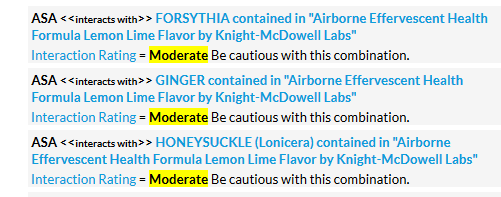 ASA <<interacts with>> FORSYTHIA contained in "Airborne Effervescent Health
Formula Lemon Lime Flavor by Knight-McDowell Labs"
Interaction Rating = Moderate Be cautious with this combination.
ASA <<interacts with>> GINGER contained in "Airborne Effervescent Health
Formula Lemon Lime Flavor by Knight-McDowell Labs"
Interaction Rating = Moderate Be cautious with this combination.
ASA <<interacts with>> HONEYSUCKLE (Lonicera) contained in "Airborne
Effervescent Health Formula Lemon Lime Flavor by Knight-McDowell Labs"
Interaction Rating = Moderate Be cautious with this combination.